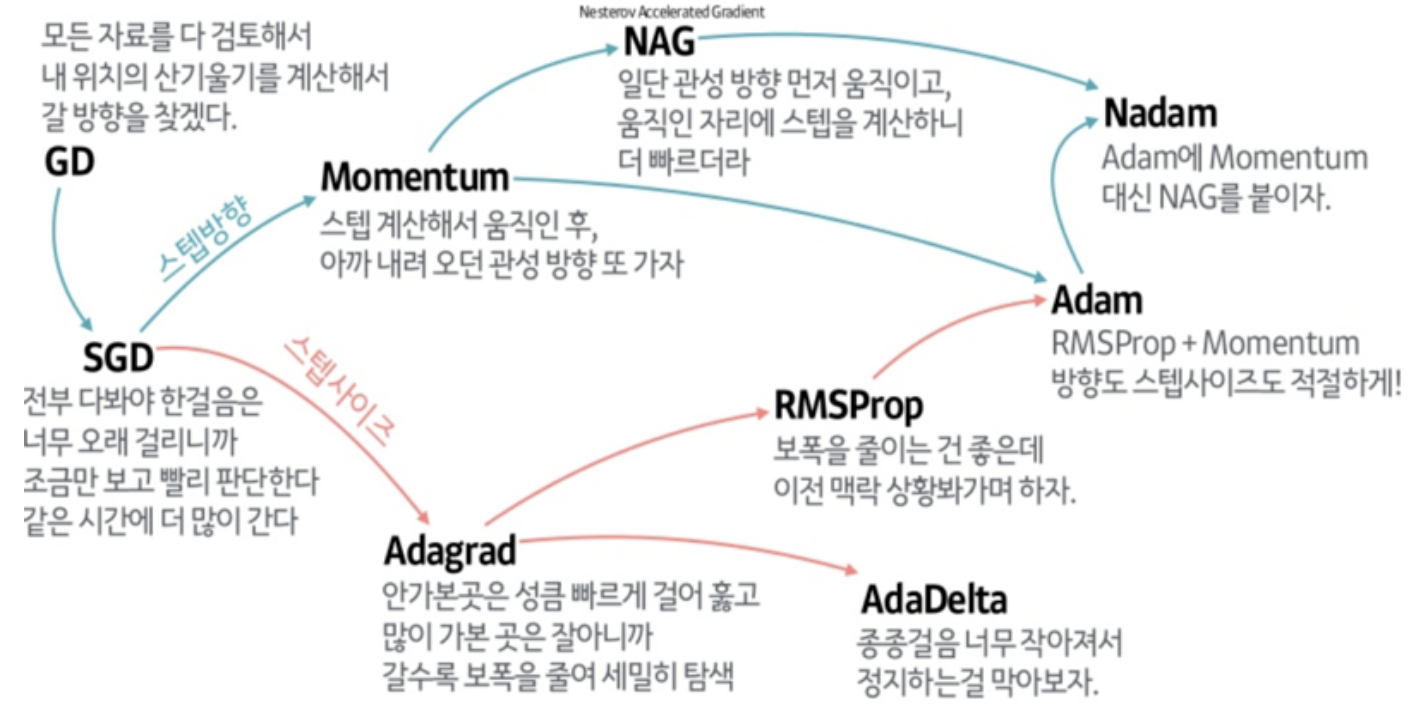 모든 자료를 다 검토해서
내 위치의 산기울기를 계산해서
갈 방향을 찾겠다.
GD
스텝방향
SGD
전부 다봐야 한걸음은
너무 오래 걸리니까
조금만 보고 빨리 판단한다
같은 시간에 더 많이 간다
Momentum
스텝 계산해서 움직인 후,
아까 내려 오던 관성 방향 또 가자
Nesterov Accelerated Gradient
NAG
일단 관성 방향 먼저 움직이고,
움직인 자리에 스텝을 계산하니
더 빠르더라
Nadam
Adam에 Momentum
대신 NAG를 붙이자.
Adam
RMSProp + Momentum
방향도 스텝사이즈도 적절하게!
스텝사이즈
RMSProp
보폭을 줄이는 건 좋은데
이전 맥락 상황봐가며 하자.
Adagrad
안가본곳은 성큼 빠르게 걸어 훑고
많이 가본 곳은 잘아니까
갈수록 보폭을 줄여 세밀히 탐색
AdaDelta
종종걸음 너무 작아져서
정지하는걸 막아보자.